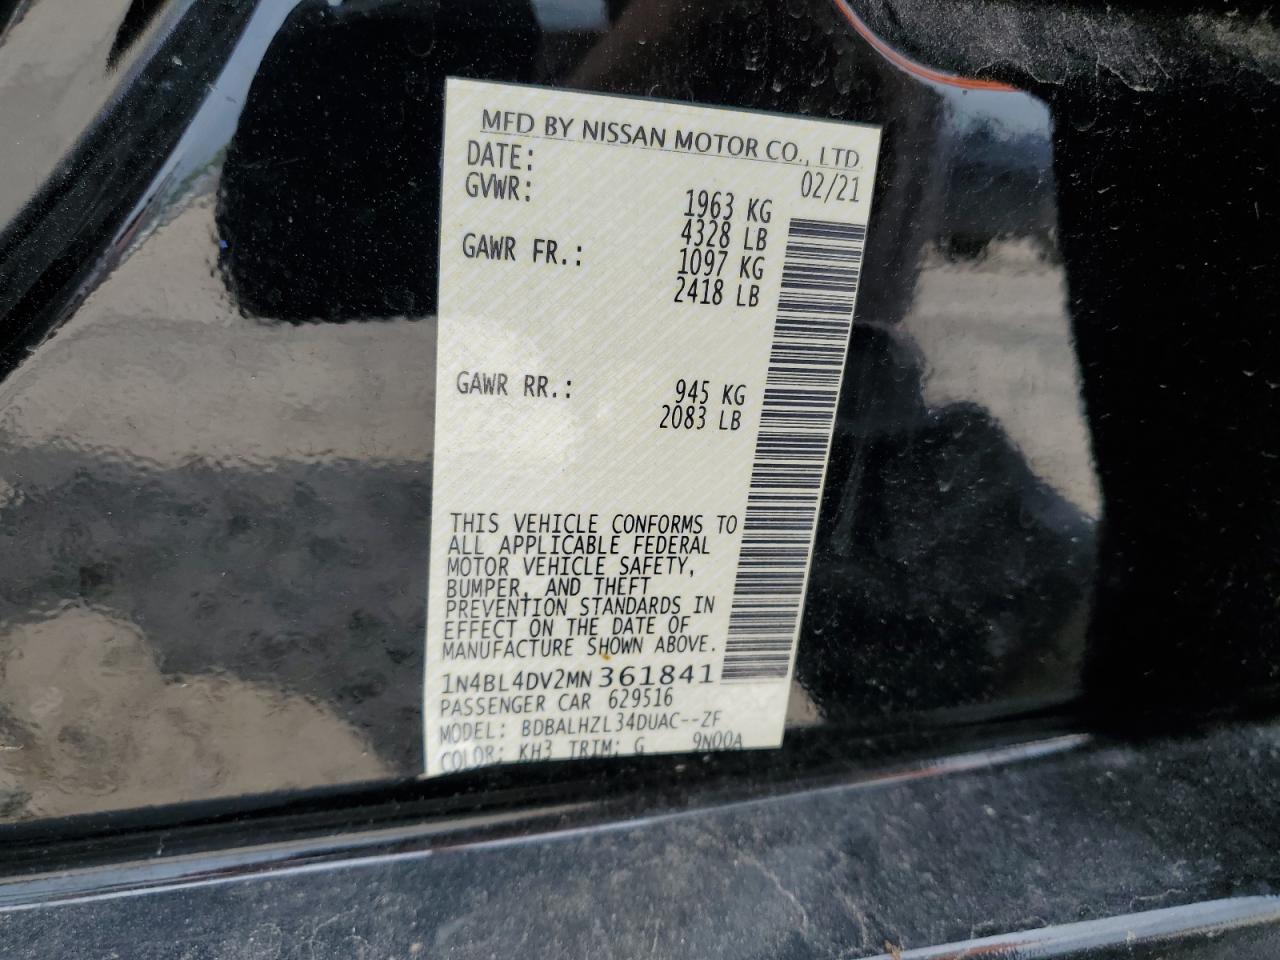 MFD BY NISSAN MOTOR CO., LTD
DATE: 02/21
GVWR: 1963 KG
4328 LB
GAWR FR.: 1097 KG
2418 LB
GAWR RR.: 945 KG
2083 LB
THIS VEHICLE CONFORMS TO
ALL APPLICABLE FEDERAL
MOTOR VEHICLE SAFETY,
BUMPER, AND THEFT
PREVENTION STANDARDS IN
EFFECT ON THE DATE OF
MANUFACTURE SHOWN ABOVE.
1N4BL4DV2MN361841
PASSENGER CAR 629516
MODEL: BDBALHZL34DUAC--ZF
COLOR: KH3 TRIM: G 9N00A